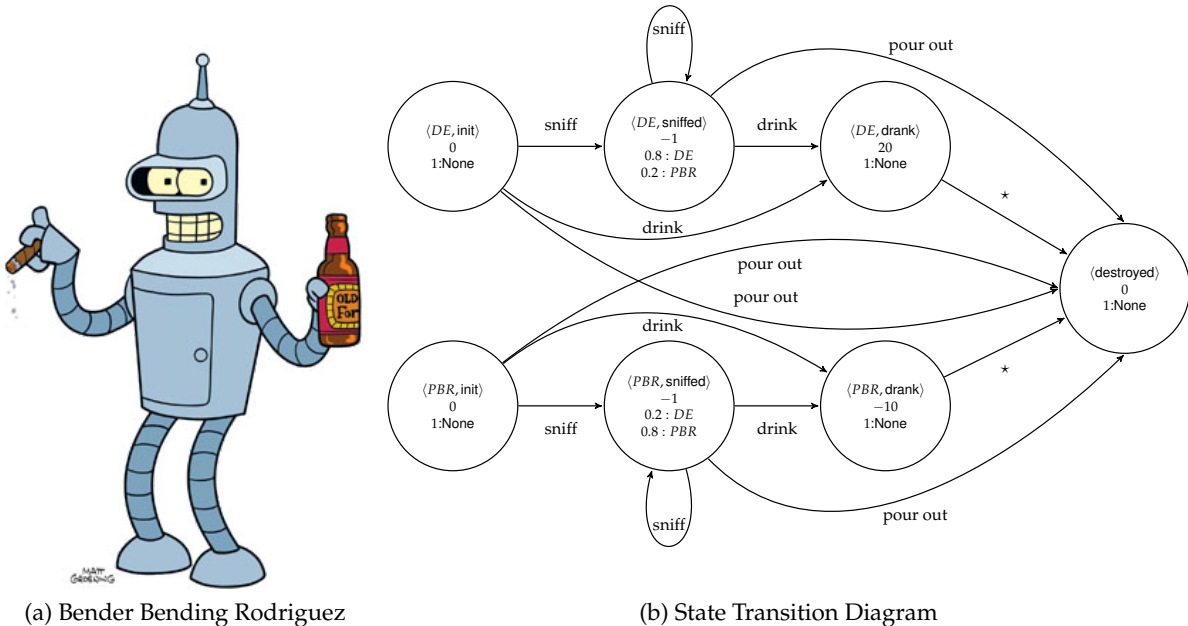 OLD
For
MATT
GROENING
(a) Bender Bending Rodriguez
sniff
pour out
⟨DE, init⟩
0
1:None
sniff
⟨DE, sniffed⟩
−1
0.8 : DE
0.2 : PBR
drink
⟨DE, drank⟩
20
1:None
⋆
drink
pour out
pour out
⟨destroyed⟩
0
1:None
drink
⟨PBR, init⟩
0
1:None
sniff
⟨PBR, sniffed⟩
−1
0.2 : DE
0.8 : PBR
drink
⟨PBR, drank⟩
−10
1:None
⋆
sniff
pour out
(b) State Transition Diagram